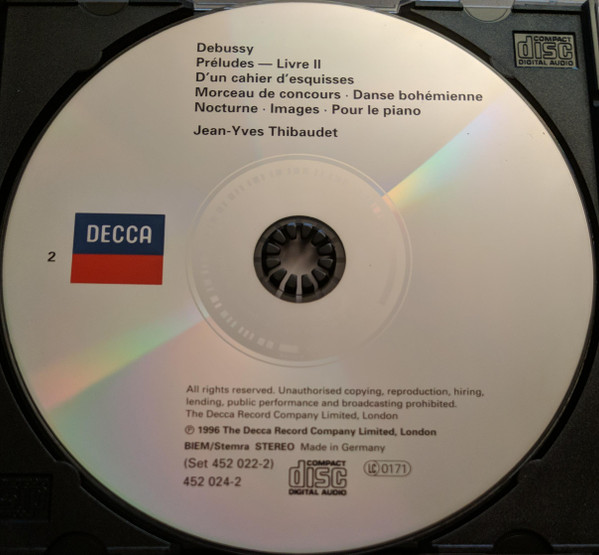 Debussy
Préludes — Livre II
D'un cahier d'esquisses
Morceau de concours · Danse bohémienne
Nocturne · Images · Pour le piano
Jean-Yves Thibaudet
COMPACT
disc
DIGITAL AUDIO
DECCA
2
All rights reserved. Unauthorised copying, reproduction, hiring,
lending, public performance and broadcasting prohibited.
The Decca Record Company Limited, London
℗ 1996 The Decca Record Company Limited, London
BIEM/Stemra STEREO Made in Germany
(Set 452 022-2)
452 024-2
COMPACT
disc
DIGITAL AUDIO
LC 0171